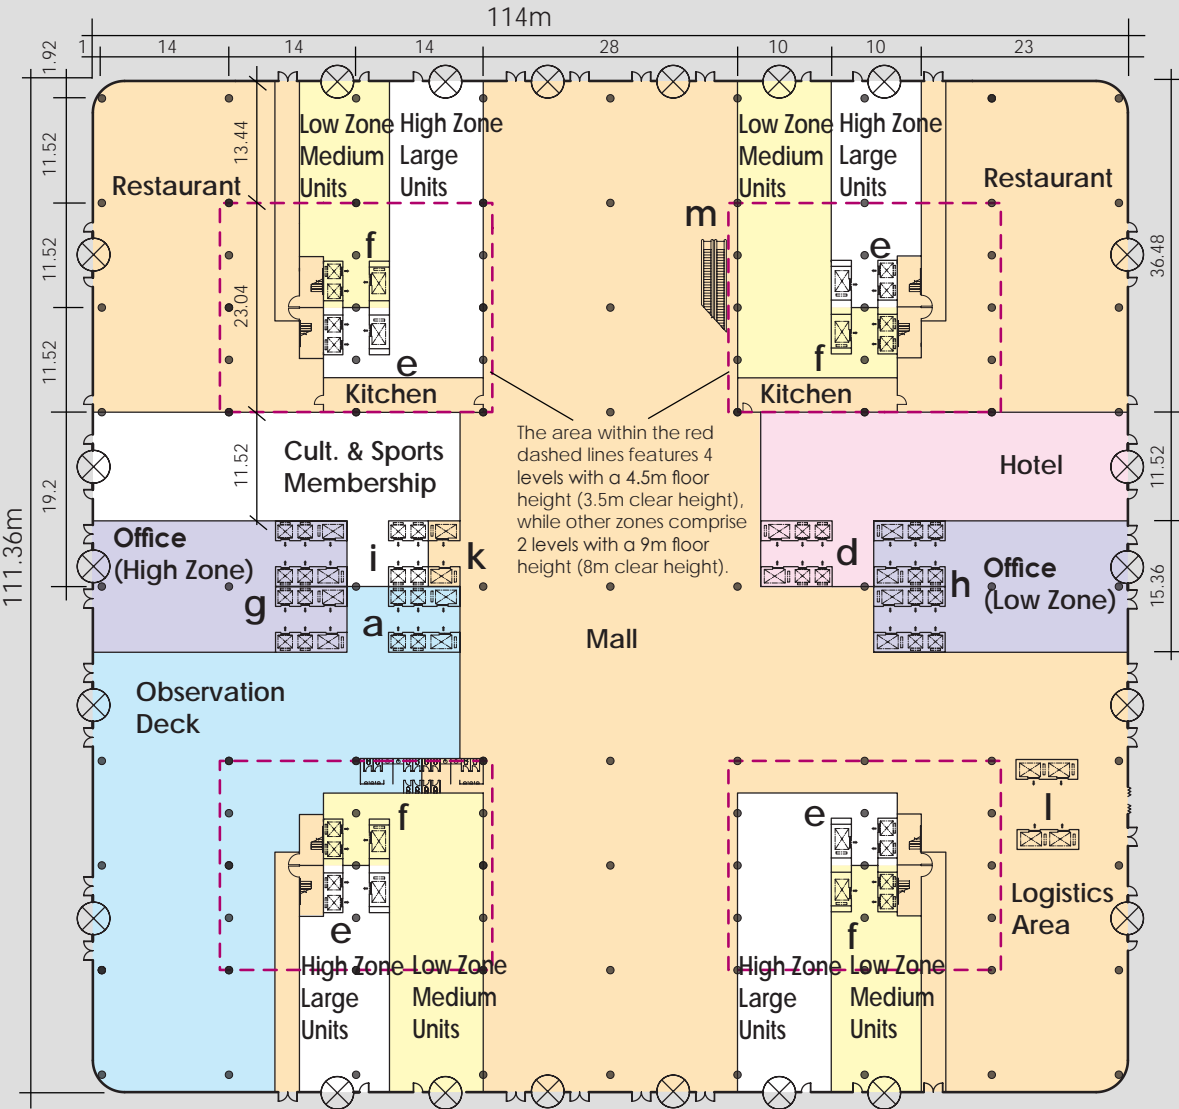 114m
1
14
14
14
28
10
10
23
1.92
11.52
13.44
Low Zone
Medium
Units
High Zone
Large
Units
Low Zone
Medium
Units
High Zone
Large
Units
Restaurant
Restaurant
m
11.52
23.04
f
e
36.48
11.52
e
f
Kitchen
Kitchen
The area within the red
dashed lines features 4
levels with a 4.5m floor
height (3.5m clear height),
while other zones comprise
2 levels with a 9m floor
height (8m clear height).
11.52
Cult. & Sports
Membership
Hotel
11.52
19.2
111.36m
Office
(High Zone)
i
k
d
Office
(Low Zone)
15.36
g
a
h
Mall
Observation
Deck
f
e
l
Logistics
Area
e
f
High Zone
Large
Units
Low Zone
Medium
Units
High Zone
Large
Units
Low Zone
Medium
Units